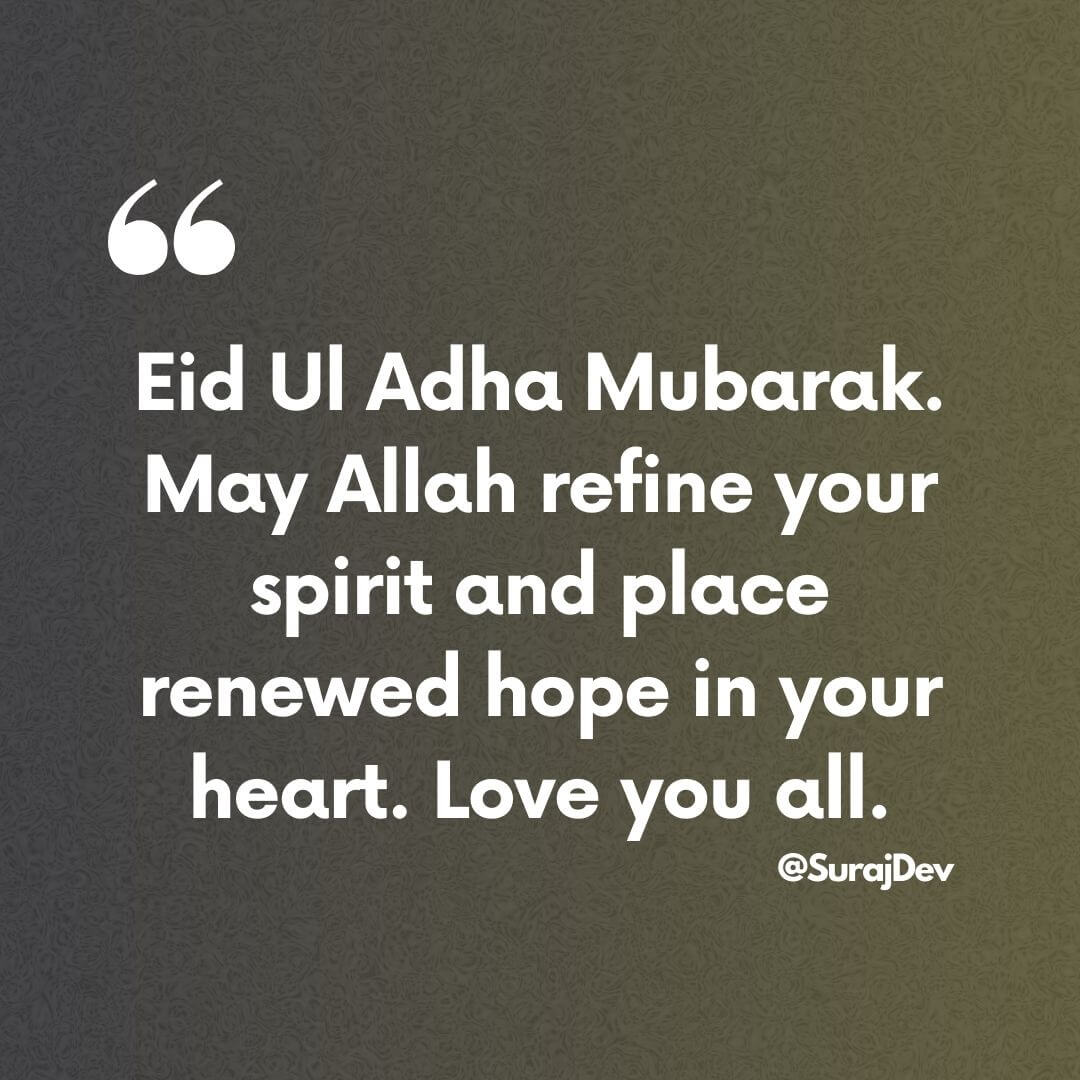 “
Eid Ul Adha Mubarak.
May Allah refine your
spirit and place
renewed hope in your
heart. Love you all.
@SurajDev